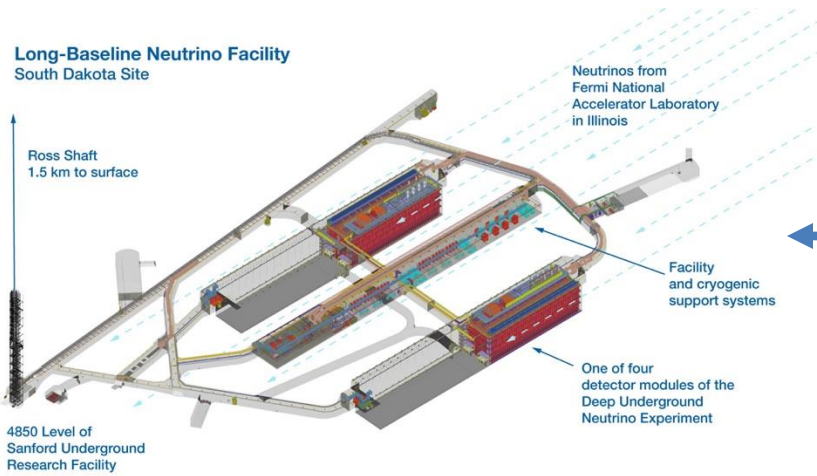 Long-Baseline Neutrino Facility
South Dakota Site
Neutrinos from
Fermi National
Accelerator Laboratory
in Illinois
Ross Shaft
1.5 km to surface
Facility
and cryogenic
support systems
One of four
detector modules of the
Deep Underground
Neutrino Experiment
4850 Level of
Sanford Underground
Research Facility